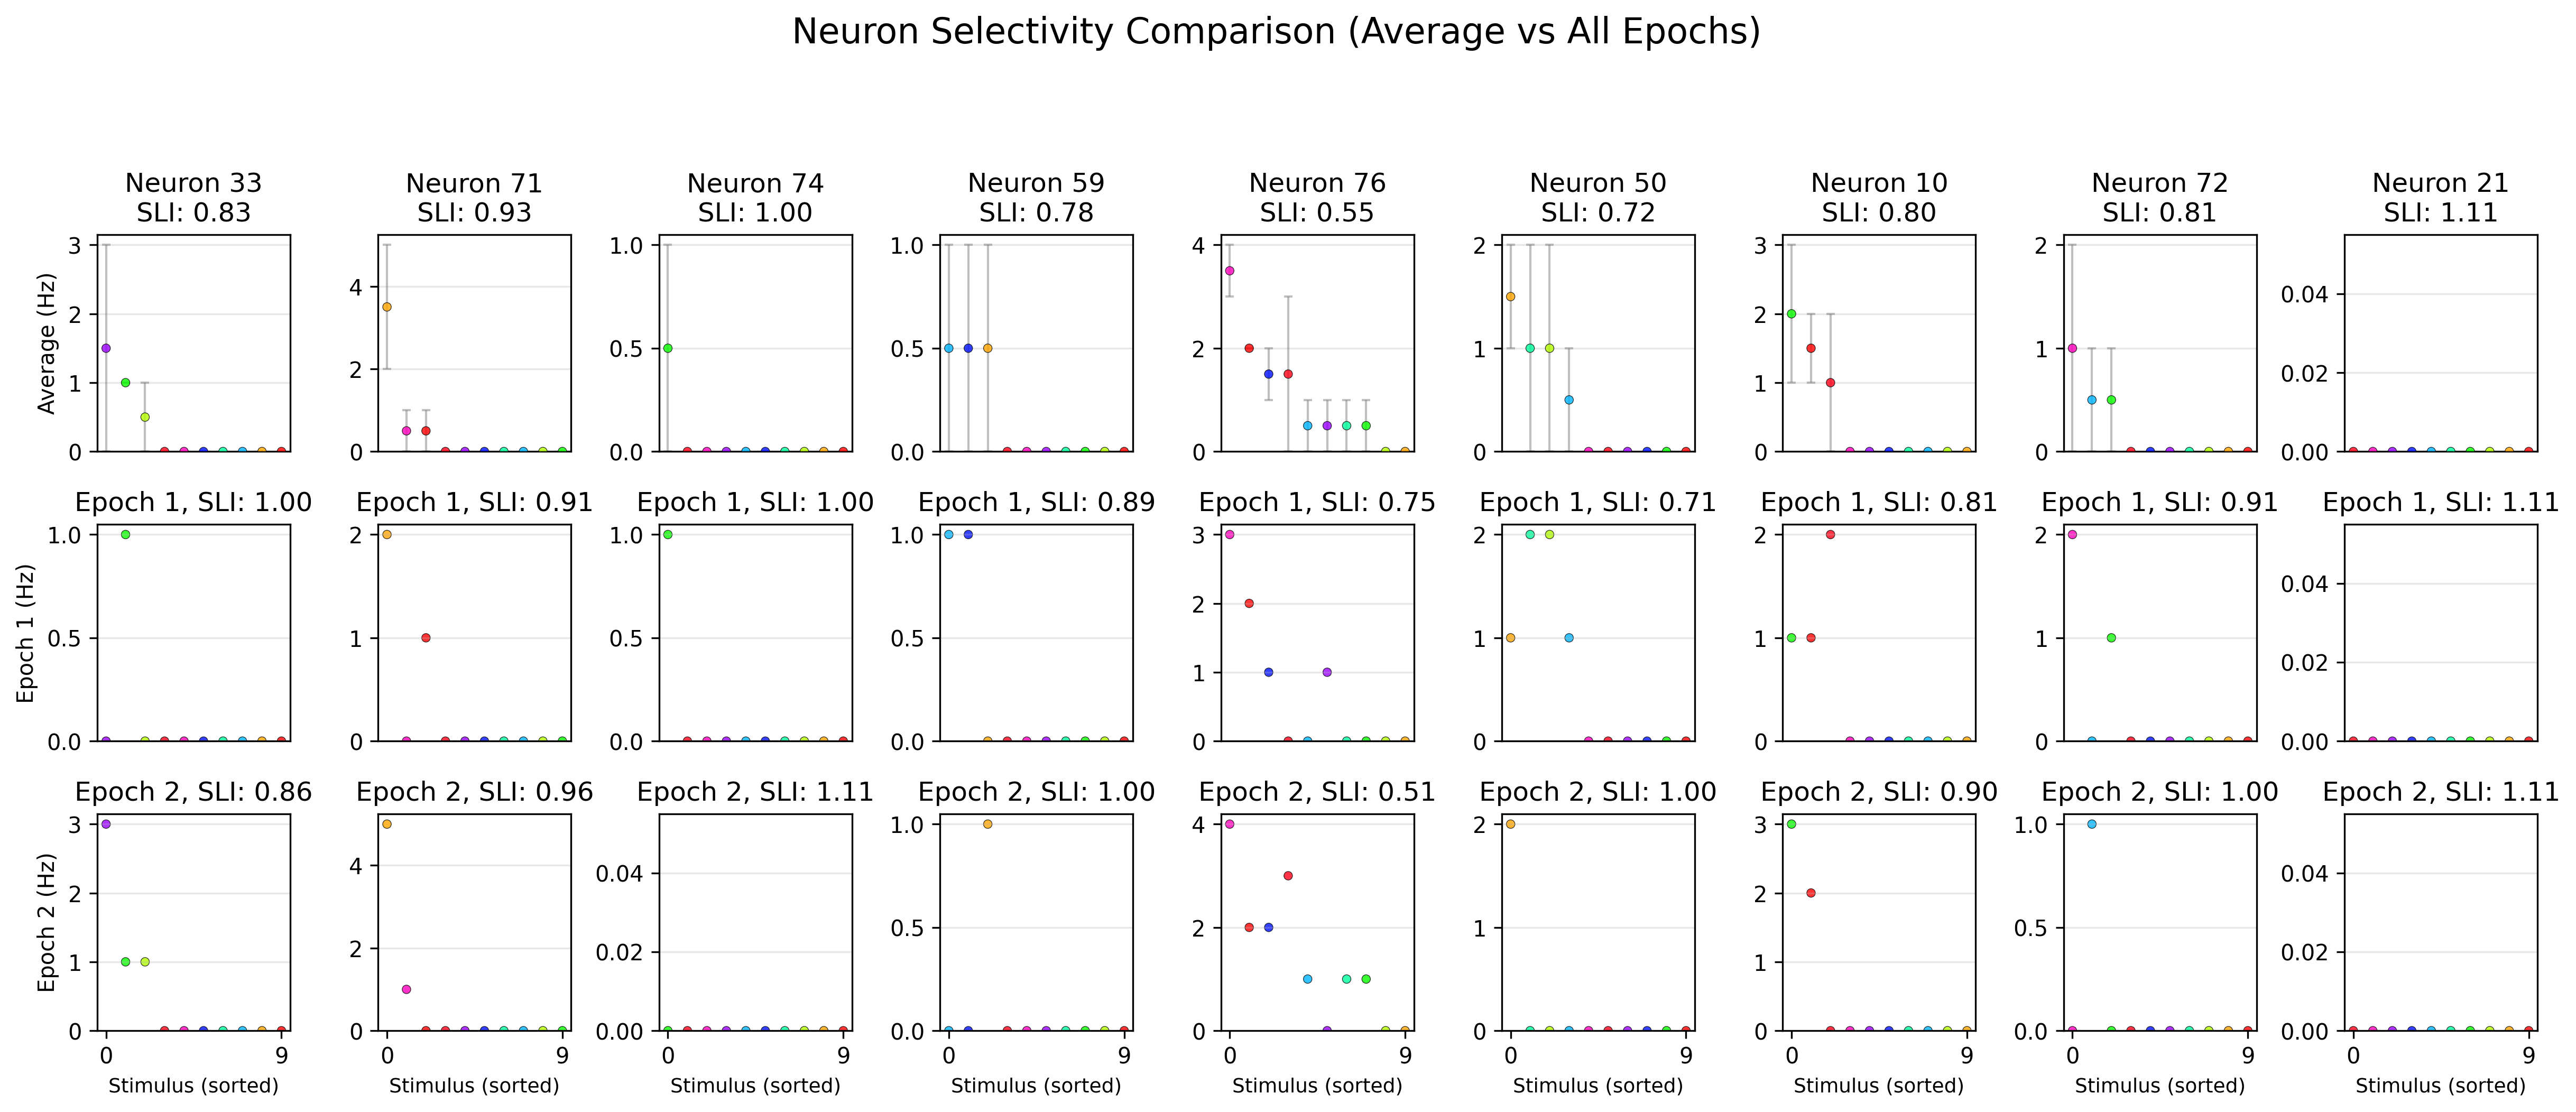 Neuron Selectivity Comparison (Average vs All Epochs)
Neuron 33 Neuron 71 Neuron 74 Neuron 59 Neuron 76 Neuron 50 Neuron 10 Neuron 72 Neuron 21
SLI: 0.83 SLI: 0.93 SLI: 1.00 SLI: 0.78 SLI: 0.55 SLI: 0.72 SLI: 0.80 SLI: 0.81 SLI: 1.11
Average (Hz)
3 2 1 0
4 2 0
1.0 0.5 0.0
1.0 0.5 0.0
4 2 0
2 1 0
3 2 1 0
2 1 0
0.04 0.02 0.00
Epoch 1, SLI: 1.00 Epoch 1, SLI: 0.91 Epoch 1, SLI: 1.00 Epoch 1, SLI: 0.89 Epoch 1, SLI: 0.75 Epoch 1, SLI: 0.71 Epoch 1, SLI: 0.81 Epoch 1, SLI: 0.91 Epoch 1, SLI: 1.11
Epoch 1 (Hz)
1.0 0.5 0.0
2 1 0
1.0 0.5 0.0
1.0 0.5 0.0
3 2 1 0
2 1 0
2 1 0
2 1 0
0.04 0.02 0.00
Epoch 2, SLI: 0.86 Epoch 2, SLI: 0.96 Epoch 2, SLI: 1.11 Epoch 2, SLI: 1.00 Epoch 2, SLI: 0.51 Epoch 2, SLI: 1.00 Epoch 2, SLI: 0.90 Epoch 2, SLI: 1.00 Epoch 2, SLI: 1.11
Epoch 2 (Hz)
3 2 1 0
4 2 0
0.04 0.02 0.00
1.0 0.5 0.0
4 2 0
2 1 0
3 2 1 0
1.0 0.5 0.0
0.04 0.02 0.00
0 9 0 9 0 9 0 9 0 9 0 9 0 9 0 9 0 9
Stimulus (sorted) Stimulus (sorted) Stimulus (sorted) Stimulus (sorted) Stimulus (sorted) Stimulus (sorted) Stimulus (sorted) Stimulus (sorted) Stimulus (sorted)